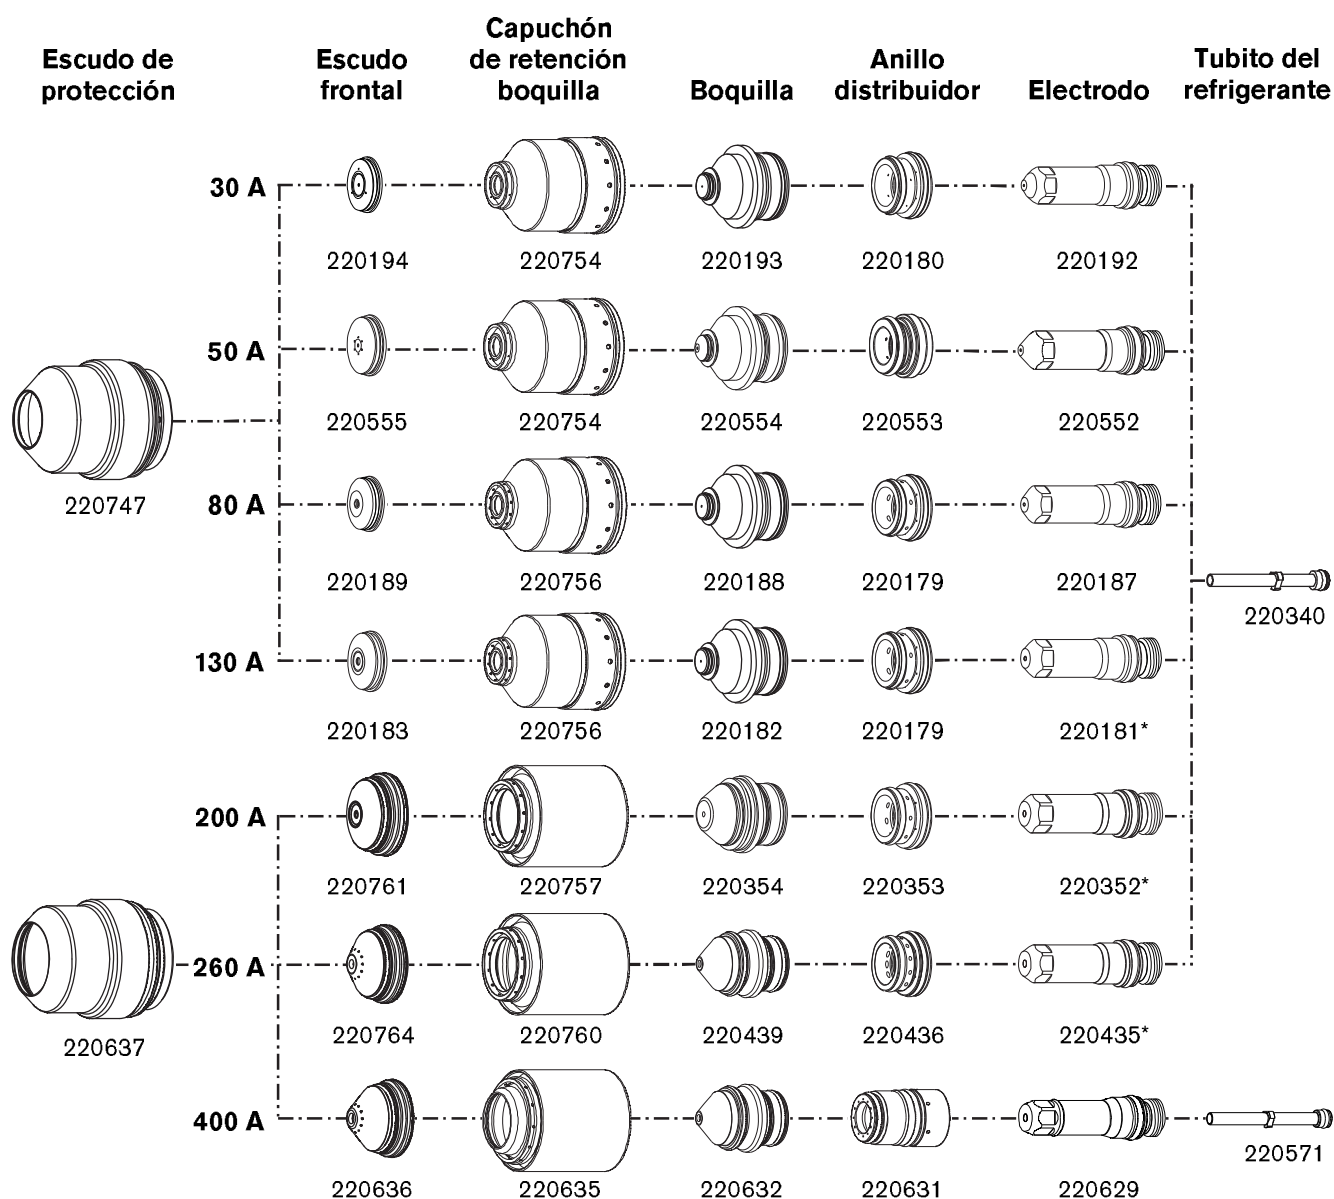 Escudo de
protección
Escudo
frontal
Capuchón
de retención
boquilla
Boquilla
Anillo
distribuidor
Electrodo
Tubito del
refrigerante
30 A
220194
220754
220193
220180
220192
50 A
220555
220754
220554
220553
220552
220747
80 A
220189
220756
220188
220179
220187
220340
130 A
220183
220756
220182
220179
220181*
200 A
220761
220757
220354
220353
220352*
220637
260 A
220764
220760
220439
220436
220435*
400 A
220636
220635
220632
220631
220629
220571